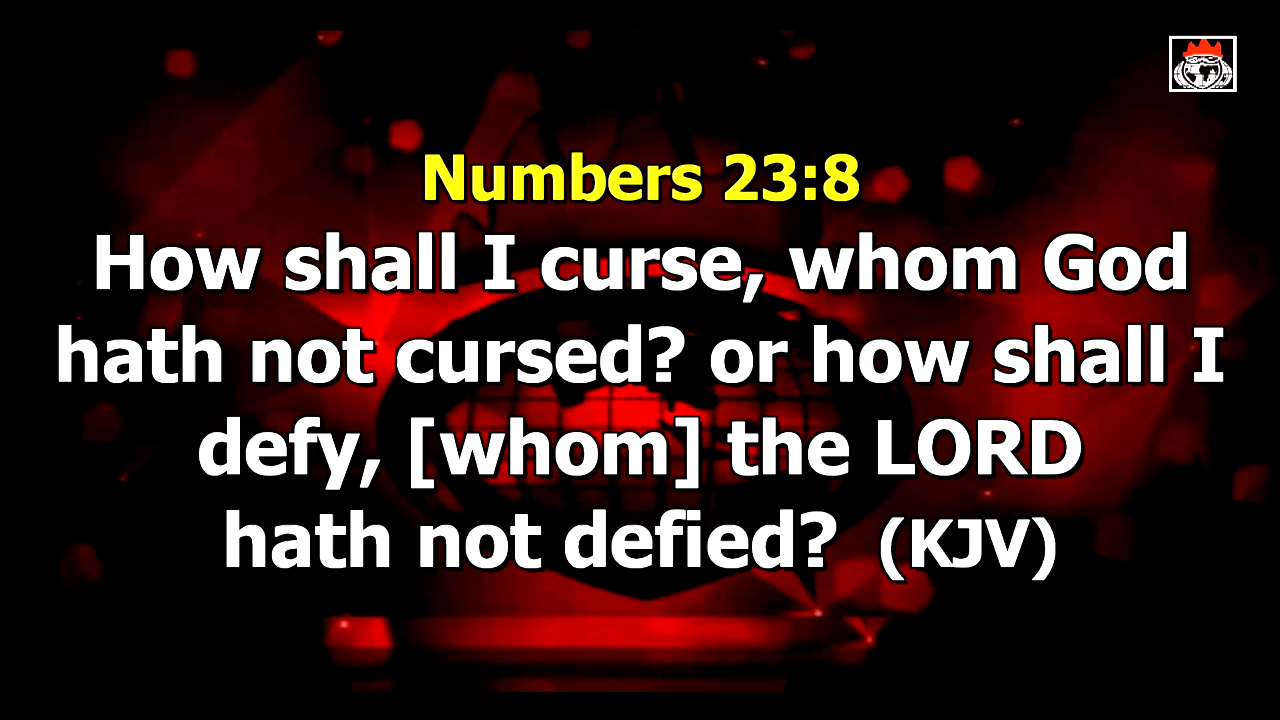 Numbers 23:8
How shall I curse, whom God
hath not cursed? or how shall I
defy, [whom] the LORD
hath not defied? (KJV)